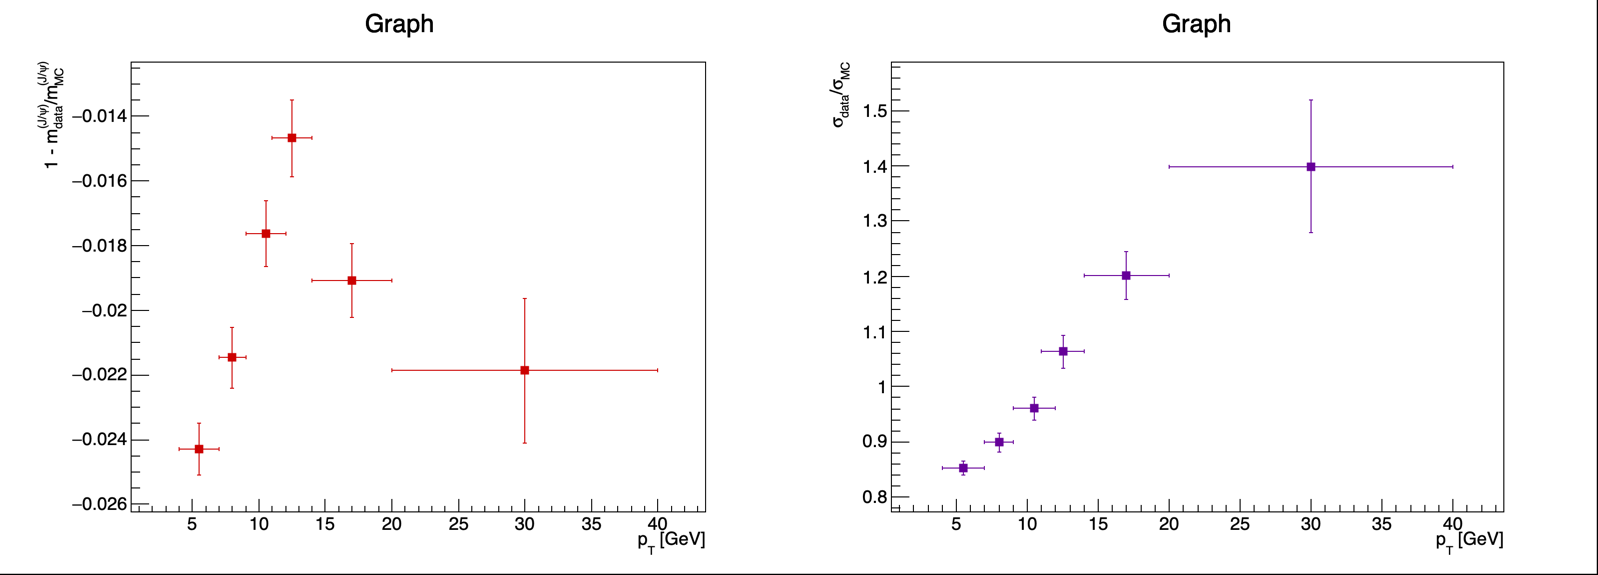 Graph
1 - m_data^(J/ψ)/m_MC^(J/ψ)
−0.014
−0.016
−0.018
−0.02
−0.022
−0.024
−0.026
5 10 15 20 25 30 35 40
p_T [GeV]
Graph
σ_data/σ_MC
1.5
1.4
1.3
1.2
1.1
1
0.9
0.8
5 10 15 20 25 30 35 40
p_T [GeV]